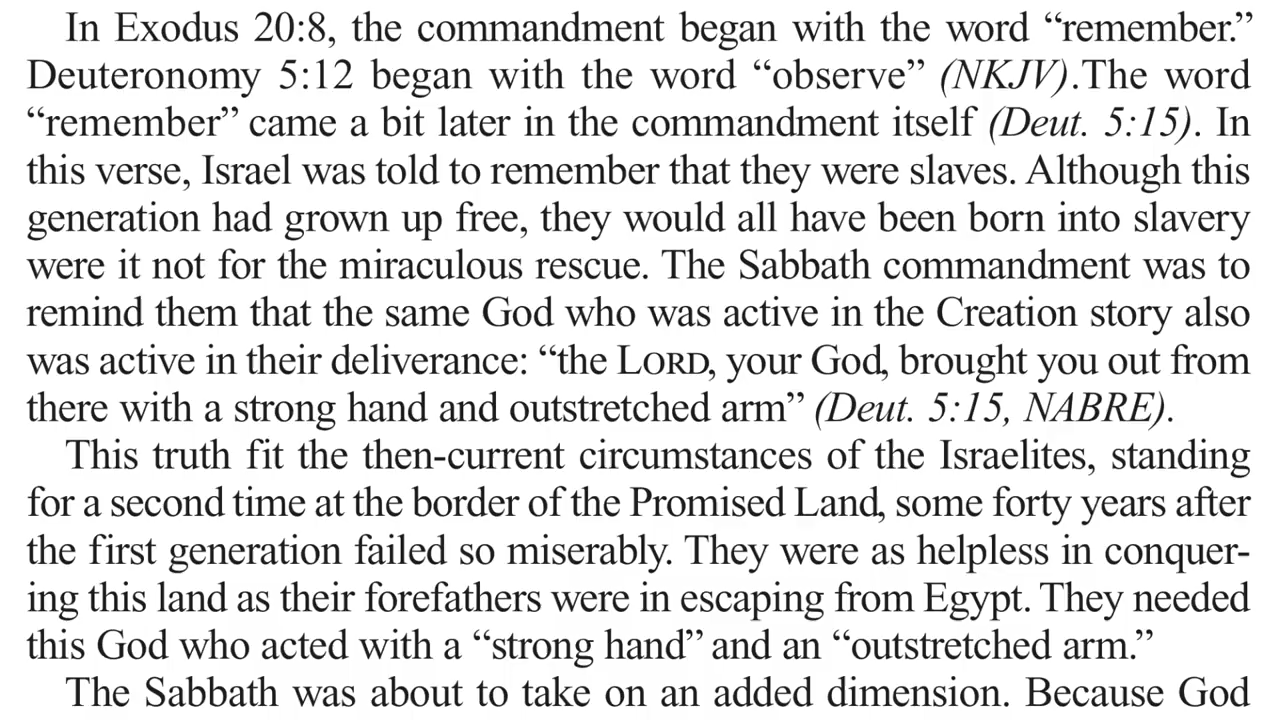 In Exodus 20:8, the commandment began with the word “remember.”
Deuteronomy 5:12 began with the word “observe” (NKJV).The word
“remember” came a bit later in the commandment itself (Deut. 5:15). In
this verse, Israel was told to remember that they were slaves. Although this
generation had grown up free, they would all have been born into slavery
were it not for the miraculous rescue. The Sabbath commandment was to
remind them that the same God who was active in the Creation story also
was active in their deliverance: “the LORD, your God, brought you out from
there with a strong hand and outstretched arm” (Deut. 5:15, NABRE).
This truth fit the then-current circumstances of the Israelites, standing
for a second time at the border of the Promised Land, some forty years after
the first generation failed so miserably. They were as helpless in conquer-
ing this land as their forefathers were in escaping from Egypt. They needed
this God who acted with a “strong hand” and an “outstretched arm.”
The Sabbath was about to take on an added dimension. Because God